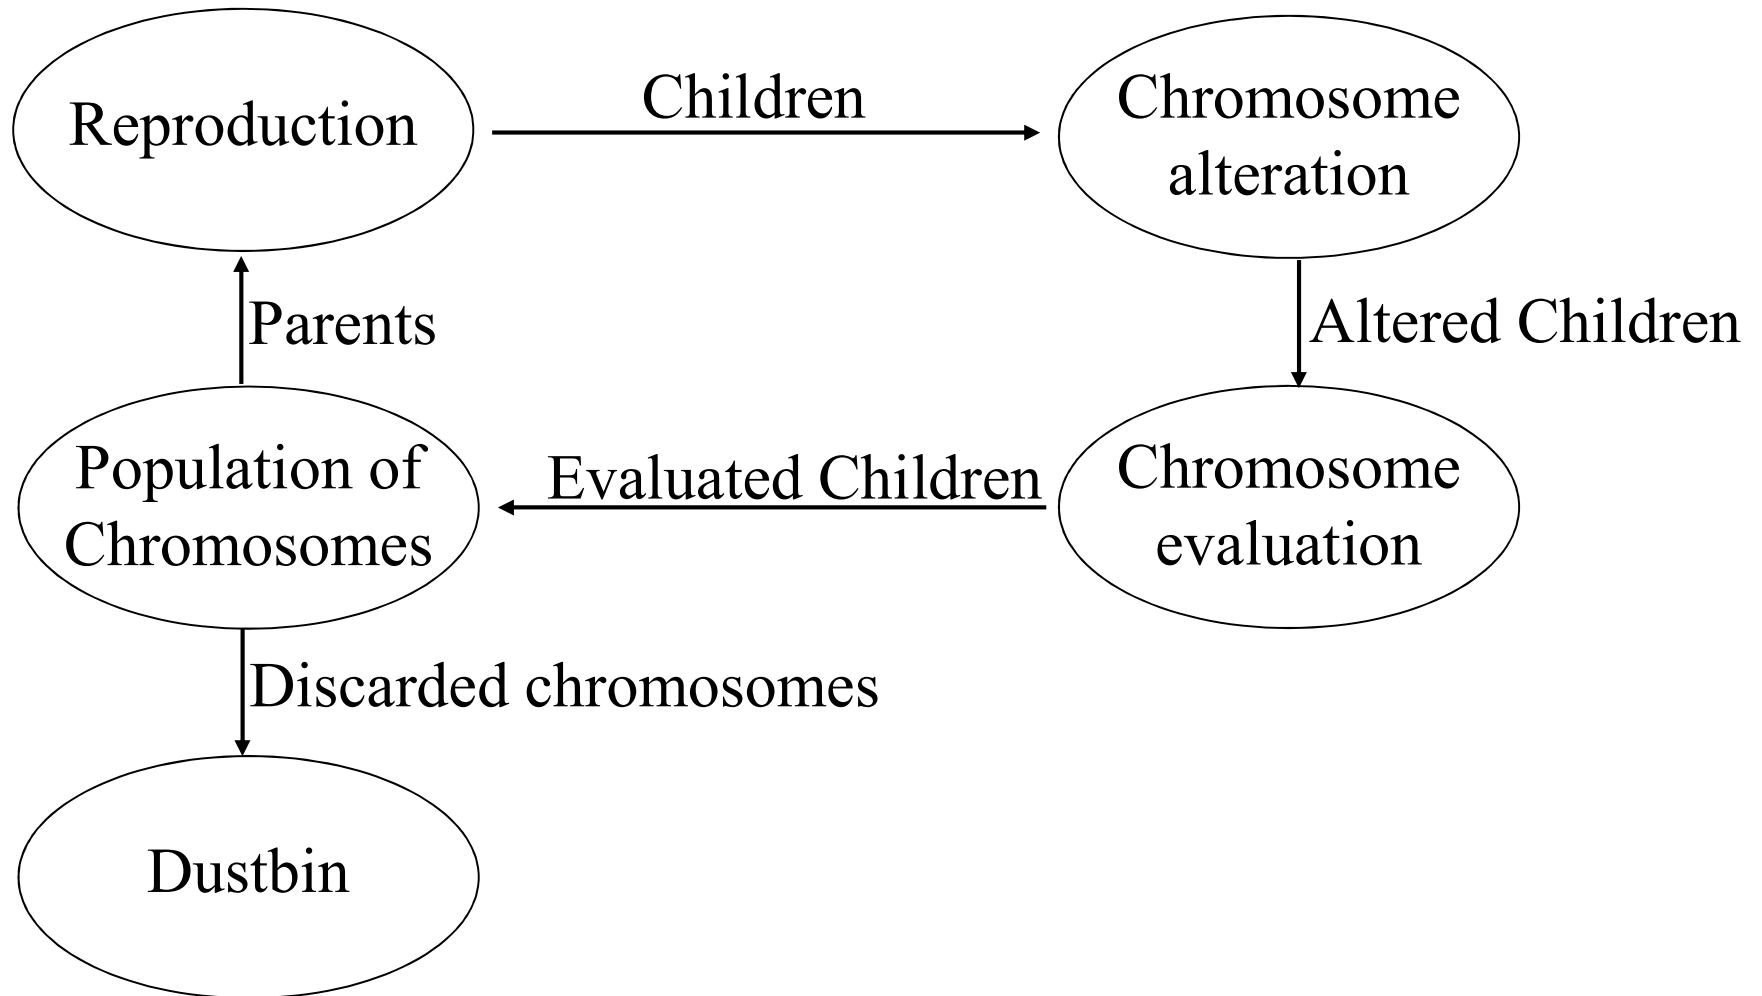 Reproduction
Children
Chromosome
alteration
Parents
Altered Children
Population of
Chromosomes
Evaluated Children
Chromosome
evaluation
Discarded chromosomes
Dustbin